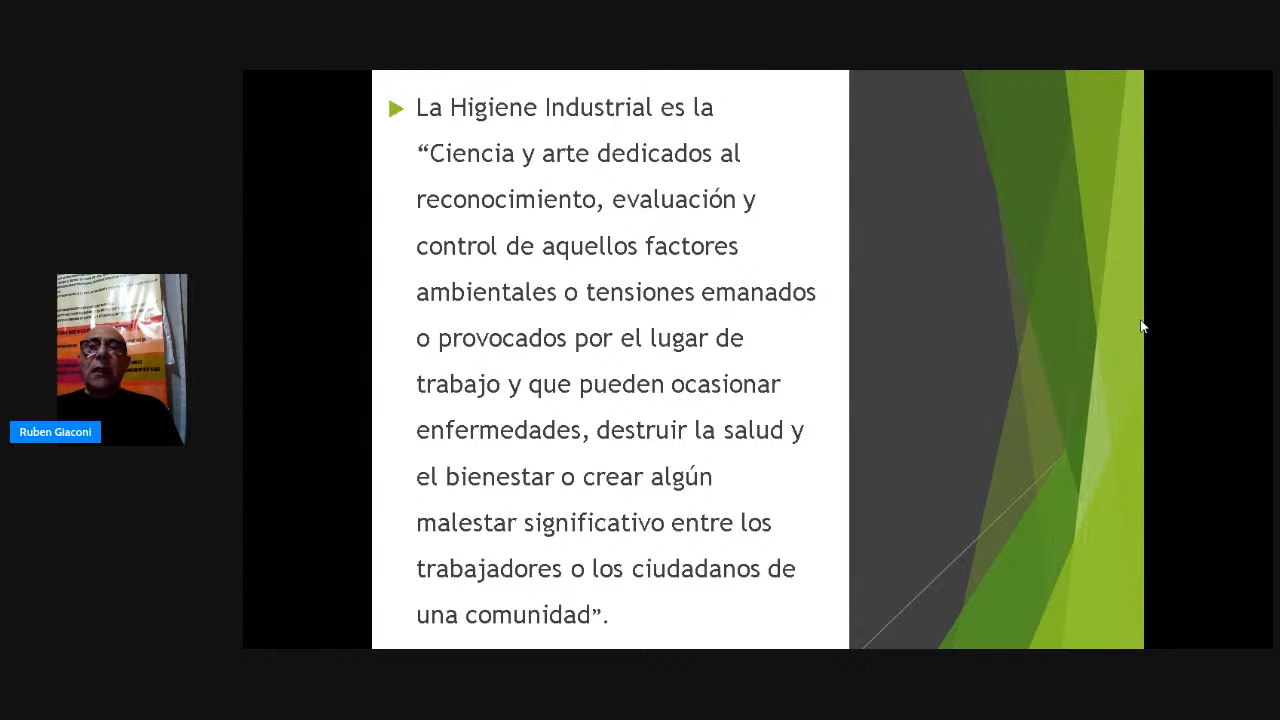 La Higiene Industrial es la
“Ciencia y arte dedicados al
reconocimiento, evaluación y
control de aquellos factores
ambientales o tensiones emanados
o provocados por el lugar de
trabajo y que pueden ocasionar
enfermedades, destruir la salud y
el bienestar o crear algún
malestar significativo entre los
trabajadores o los ciudadanos de
una comunidad”.
Ruben Giaconi